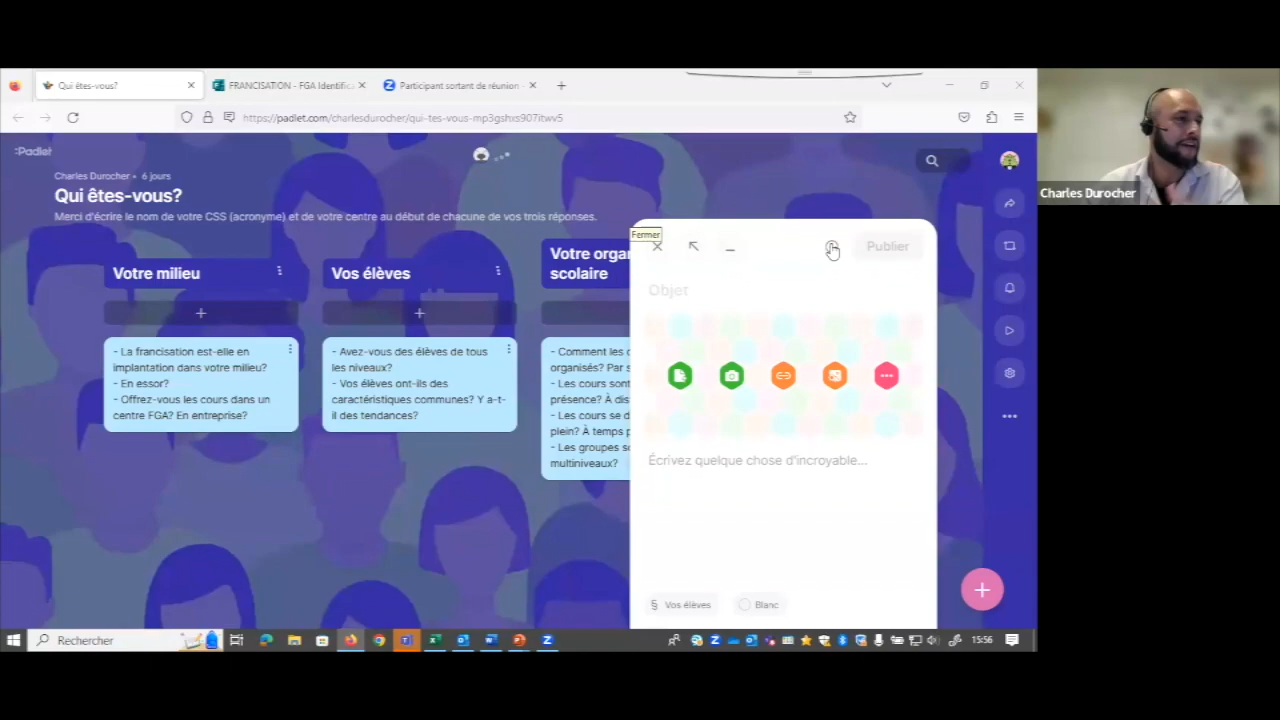 Qui êtes-vous?
FRANCISATION - FGA Identific
Participant sortant de réunion
https://padlet.com/charlesdurocher/qui-tes-vous-mp3gshxs907itwv5
:Padlet
Charles Durocher • 6 jours
Qui êtes-vous?
Merci d'écrire le nom de votre CSS (acronyme) et de votre centre au début de chacune de vos trois réponses.
Votre milieu
- La francisation est-elle en
implantation dans votre milieu?
- En essor?
- Offrez-vous les cours dans un
centre FGA? En entreprise?
Vos élèves
- Avez-vous des élèves de tous
les niveaux?
- Vos élèves ont-ils des
caractéristiques communes? Y a-t-
il des tendances?
Votre organ
scolaire
- Comment les c
organisés? Par s
- Les cours sont
présence? À dis
- Les cours se d
plein? À temps p
- Les groupes so
multiniveaux?
Fermer
Publier
Objet
Écrivez quelque chose d'incroyable...
Vos élèves
Blanc
Charles Durocher
Rechercher
15:56